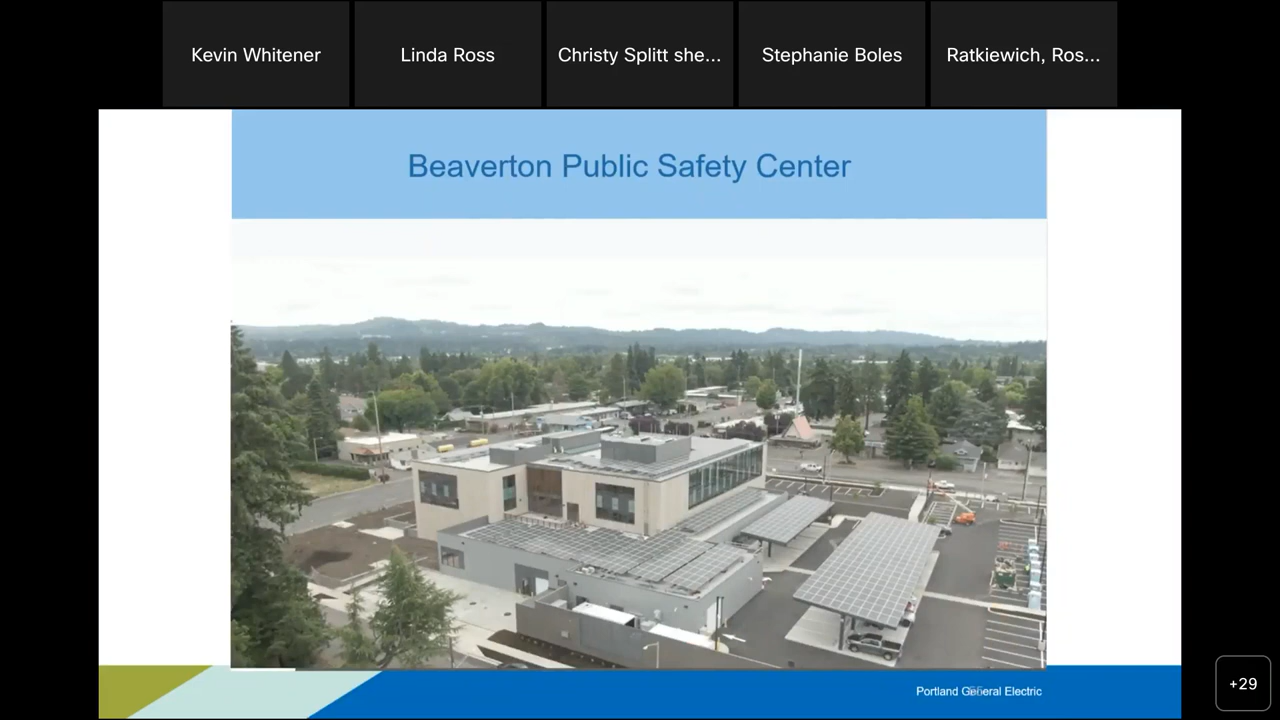 Kevin Whitener
Linda Ross
Christy Splitt she...
Stephanie Boles
Ratkiewich, Ros...
Beaverton Public Safety Center
Portland General Electric
+29